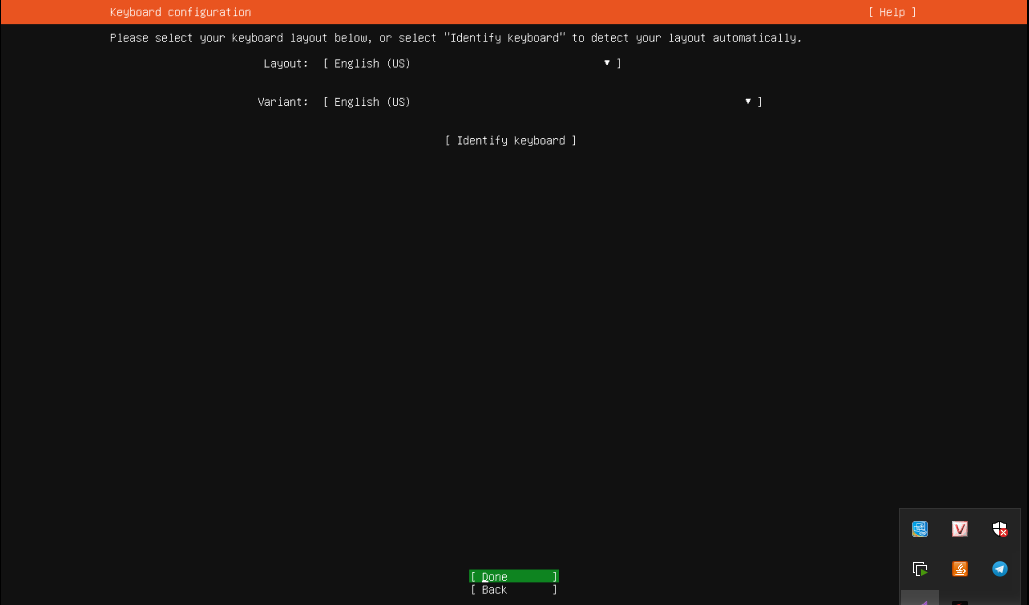 Keyboard configuration [ Help ]
Please select your keyboard layout below, or select "Identify keyboard" to detect your layout automatically.
Layout: [ English (US) ▾ ]
Variant: [ English (US) ▾ ]
[ Identify keyboard ]
[ Done ]
[ Back ]
V